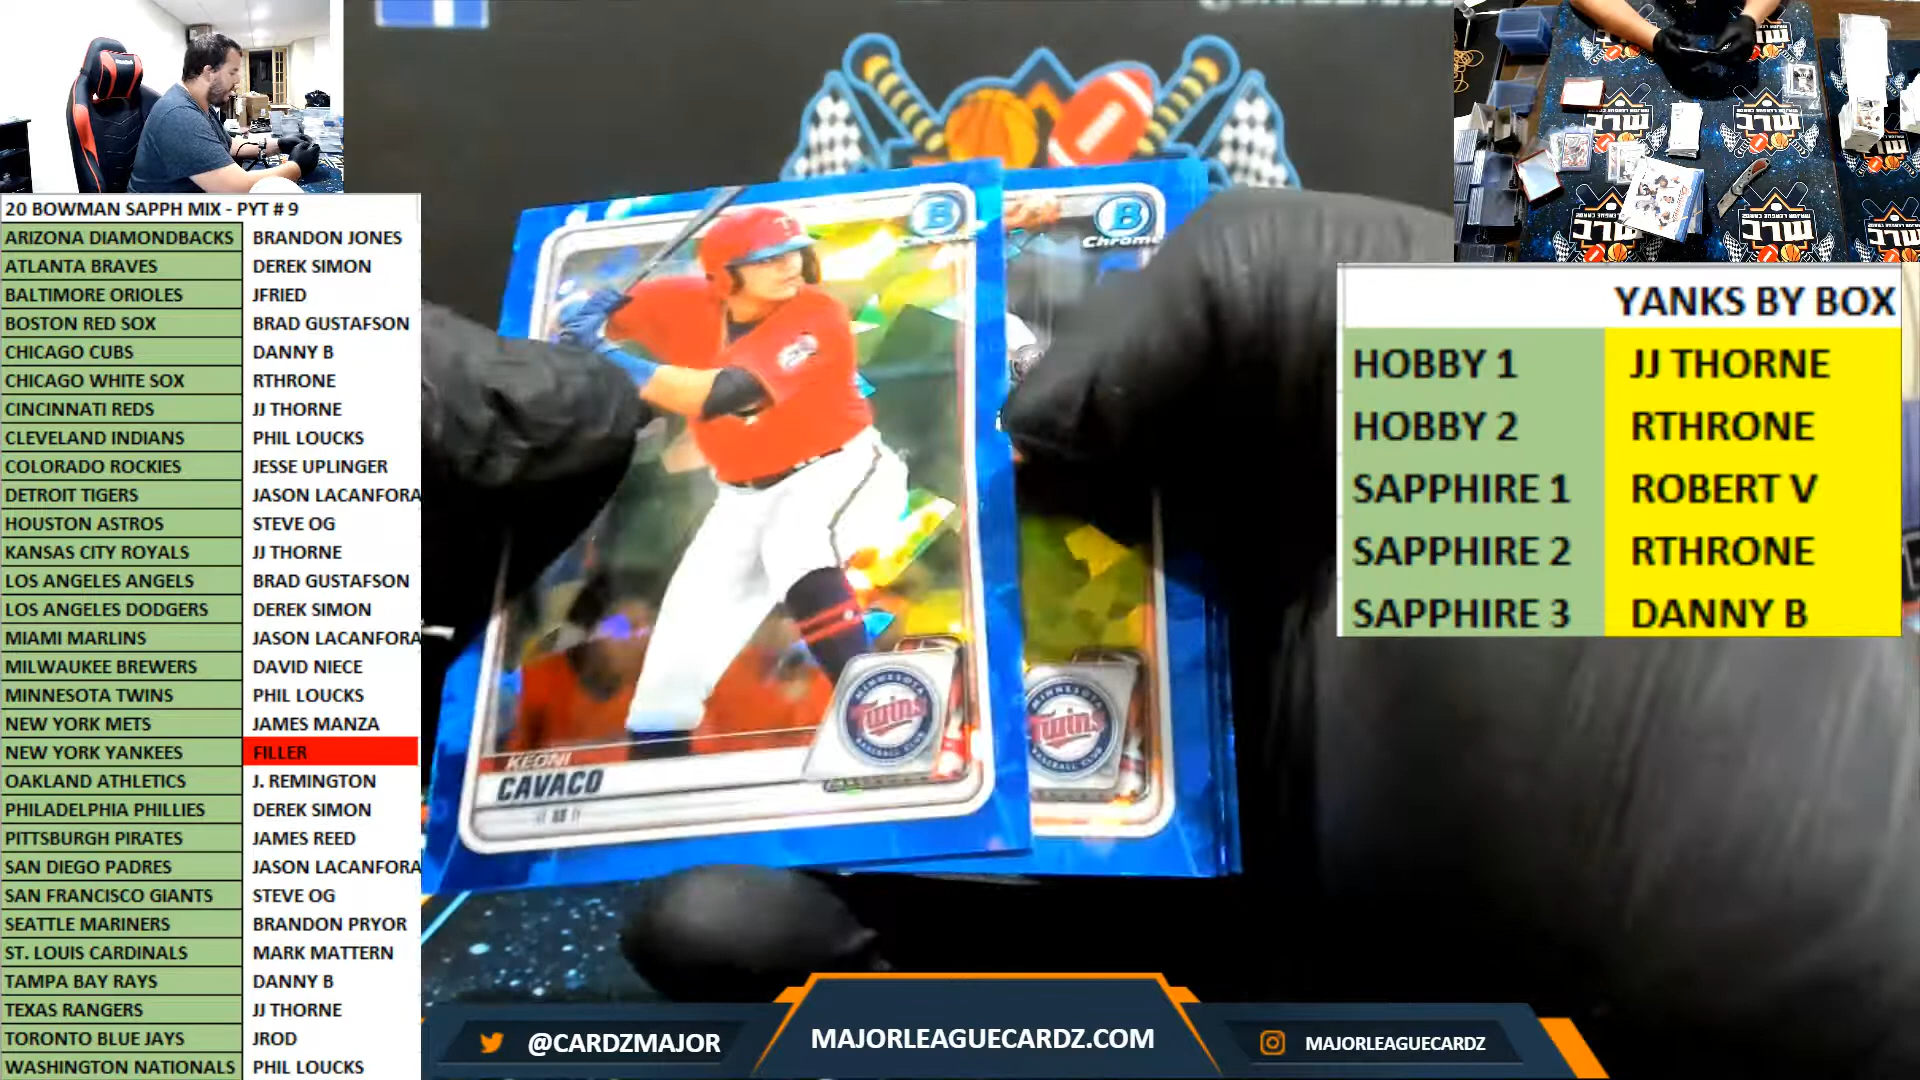 20 BOWMAN SAPPH MIX - PYT # 9
ARIZONA DIAMONDBACKS BRANDON JONES
ATLANTA BRAVES DEREK SIMON
BALTIMORE ORIOLES JFRIED
BOSTON RED SOX BRAD GUSTAFSON
CHICAGO CUBS DANNY B
CHICAGO WHITE SOX RTHRONE
CINCINNATI REDS JJ THORNE
CLEVELAND INDIANS PHIL LOUCKS
COLORADO ROCKIES JESSE UPLINGER
DETROIT TIGERS JASON LACANFORA
HOUSTON ASTROS STEVE OG
KANSAS CITY ROYALS JJ THORNE
LOS ANGELES ANGELS BRAD GUSTAFSON
LOS ANGELES DODGERS DEREK SIMON
MIAMI MARLINS JASON LACANFORA
MILWAUKEE BREWERS DAVID NIECE
MINNESOTA TWINS PHIL LOUCKS
NEW YORK METS JAMES MANZA
NEW YORK YANKEES FILLER
OAKLAND ATHLETICS J. REMINGTON
PHILADELPHIA PHILLIES DEREK SIMON
PITTSBURGH PIRATES JAMES REED
SAN DIEGO PADRES JASON LACANFORA
SAN FRANCISCO GIANTS STEVE OG
SEATTLE MARINERS BRANDON PRYOR
ST. LOUIS CARDINALS MARK MATTERN
TAMPA BAY RAYS DANNY B
TEXAS RANGERS JJ THORNE
TORONTO BLUE JAYS JROD
WASHINGTON NATIONALS PHIL LOUCKS
B
B
Chrome
T
MINNESOTA
Twins
BASEBALL CLUB
MINNESOTA
Twins
BASEBALL CLUB
KEONI
CAVACO
YANKS BY BOX
HOBBY 1 JJ THORNE
HOBBY 2 RTHRONE
SAPPHIRE 1 ROBERT V
SAPPHIRE 2 RTHRONE
SAPPHIRE 3 DANNY B
@CARDZMAJOR
MAJORLEAGUECARDZ.COM
MAJORLEAGUECARDZ